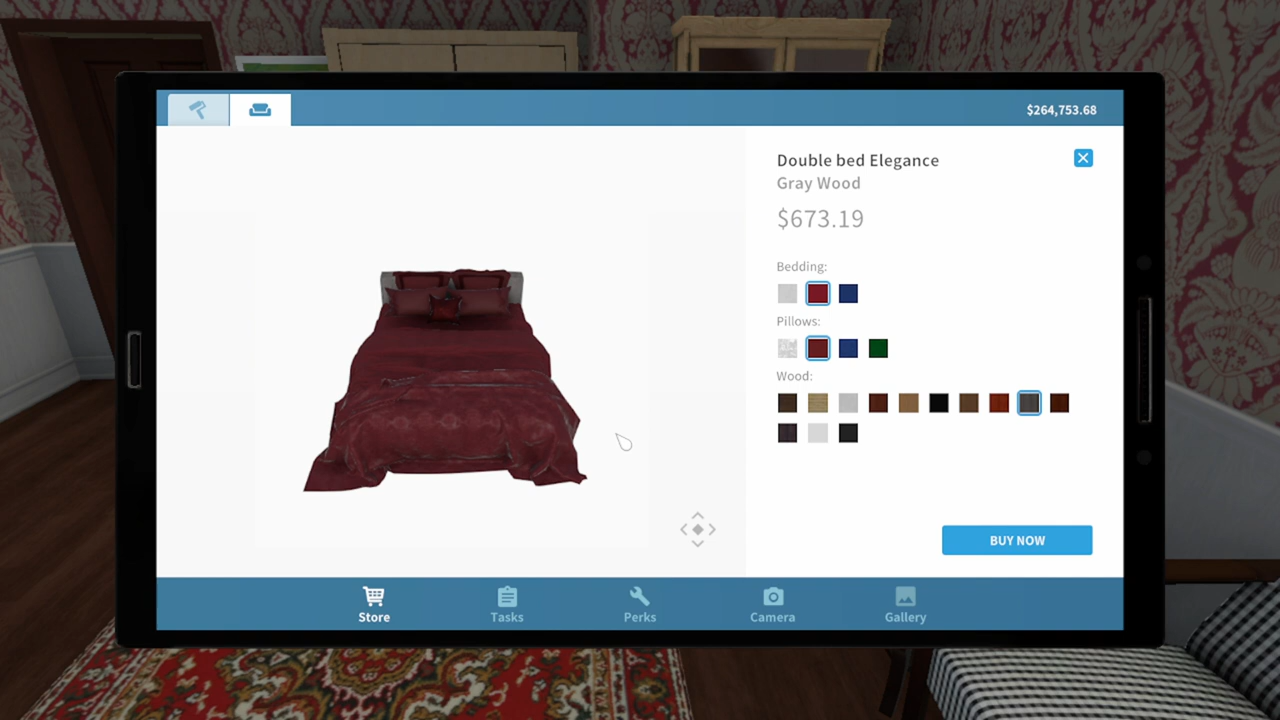 $264,753.68
Double bed Elegance
Gray Wood
$673.19
Bedding:
Pillows:
Wood:
BUY NOW
Store
Tasks
Perks
Camera
Gallery